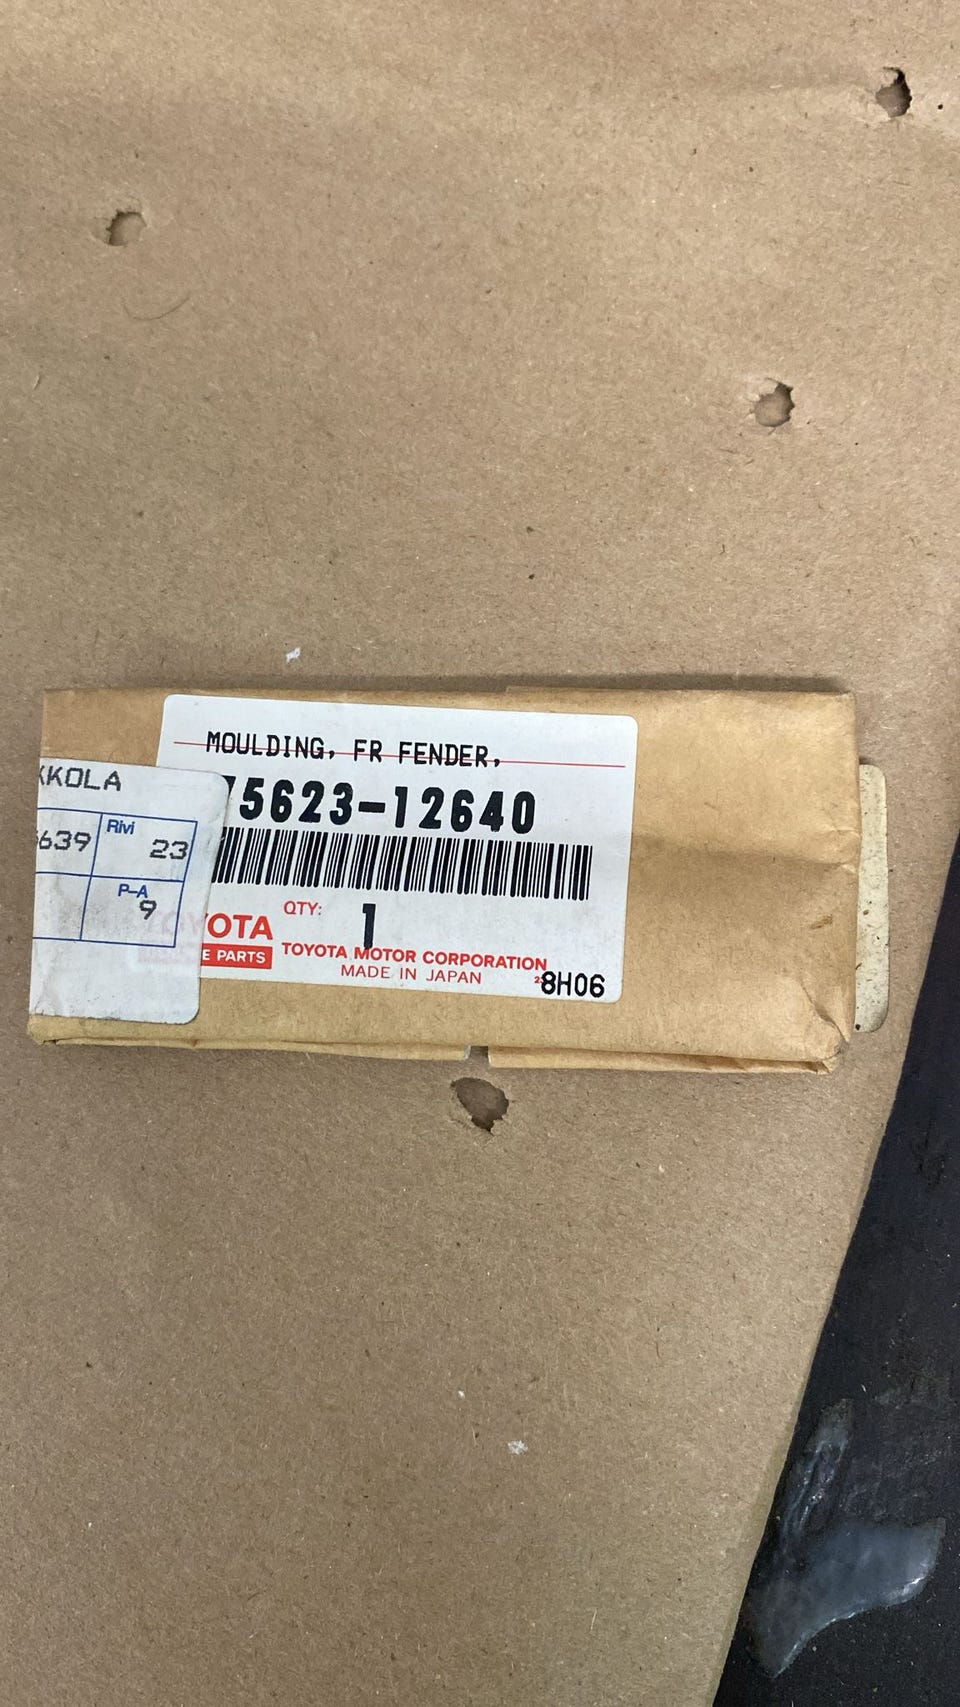 MOULDING, FR FENDER,
75623-12640
KKOLA
639
Rivi
23
P-A
9
QTY:
1
TOYOTA
E PARTS
TOYOTA MOTOR CORPORATION
MADE IN JAPAN
8H06